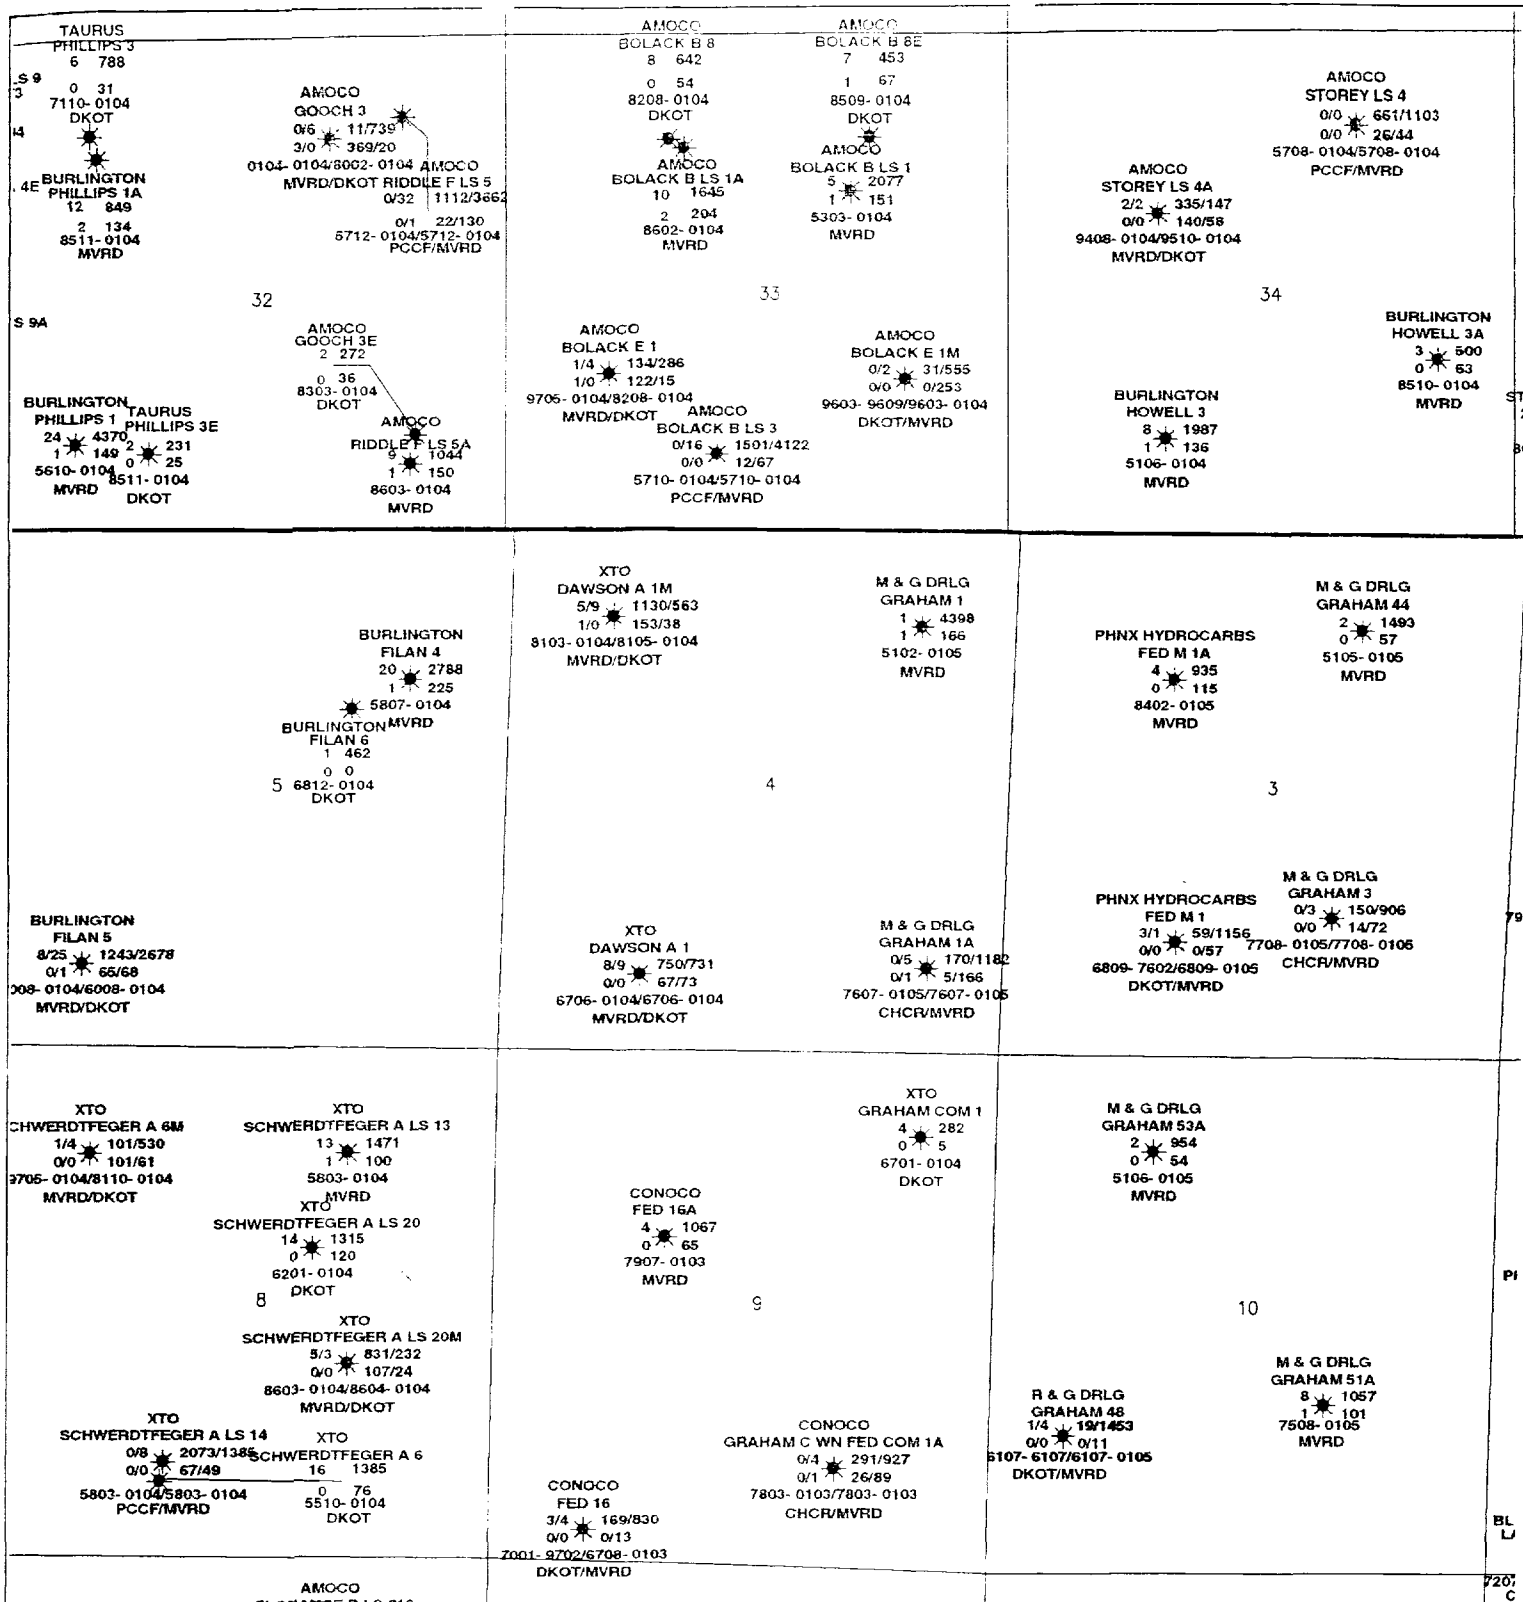 TAURUS
PHILLIPS 3
6 788
0 31
7110- 0104
DKOT
BURLINGTON
PHILLIPS 1A
12 849
2 134
8511- 0104
MVRD
S 9
4E
AMOCO
GOOCH 3
0/6 11/739
3/0 369/20
0104- 0104/6002- 0104
MVRD/DKOT
AMOCO
RIDDLE F LS 5
0/32 1112/3662
0/1 22/130
5712- 0104/5712- 0104
PCCF/MVRD
32
S 9A
AMOCO
GOOCH 3E
2 272
0 36
8303- 0104
DKOT
BURLINGTON
PHILLIPS 1
24 4370
1 149
5610- 0104
MVRD
TAURUS
PHILLIPS 3E
2 231
0 25
8511- 0104
DKOT
AMOCO
RIDDLE F LS 5A
9 1044
1 150
8603- 0104
MVRD
AMOCO
BOLACK B 8
8 642
0 54
8208- 0104
DKOT
AMOCO
BOLACK B 8E
7 453
1 67
8509- 0104
DKOT
AMOCO
BOLACK B LS 1A
10 1645
2 204
8602- 0104
MVRD
AMOCO
BOLACK B LS 1
5 2077
1 151
5303- 0104
MVRD
33
AMOCO
BOLACK E 1
1/4 134/286
1/0 122/15
9705- 0104/8208- 0104
MVRD/DKOT
AMOCO
BOLACK E 1M
0/2 31/555
0/0 0/253
9603- 9609/9603- 0104
DKOT/MVRD
AMOCO
BOLACK B LS 3
0/16 1501/4122
0/0 12/67
5710- 0104/5710- 0104
PCCF/MVRD
AMOCO
STOREY LS 4
0/0 661/1103
0/0 26/44
5708- 0104/5708- 0104
PCCF/MVRD
AMOCO
STOREY LS 4A
2/2 335/147
0/0 140/58
9408- 0104/9510- 0104
MVRD/DKOT
34
BURLINGTON
HOWELL 3A
3 500
0 63
8510- 0104
MVRD
BURLINGTON
HOWELL 3
8 1987
1 136
5106- 0104
MVRD
ST
BURLINGTON
FILAN 4
20 2788
1 225
5807- 0104
MVRD
BURLINGTON
FILAN 6
1 462
0 0
6812- 0104
DKOT
5
BURLINGTON
FILAN 5
8/25 1243/2678
0/1 65/68
008- 0104/6008- 0104
MVRD/DKOT
XTO
DAWSON A 1M
5/9 1130/563
1/0 153/38
8103- 0104/8105- 0104
MVRD/DKOT
M & G DRLG
GRAHAM 1
1 4398
1 166
5102- 0105
MVRD
4
XTO
DAWSON A 1
8/9 750/731
0/0 67/73
6706- 0104/6706- 0104
MVRD/DKOT
M & G DRLG
GRAHAM 1A
0/5 170/1182
0/1 5/166
7607- 0105/7607- 0105
CHCR/MVRD
PHNX HYDROCARBS
FED M 1A
4 935
0 115
8402- 0105
MVRD
M & G DRLG
GRAHAM 44
2 1493
0 57
5105- 0105
MVRD
3
PHNX HYDROCARBS
FED M 1
3/1 59/1156
0/0 0/57
6809- 7602/6809- 0105
DKOT/MVRD
M & G DRLG
GRAHAM 3
0/3 150/906
0/0 14/72
7708- 0105/7708- 0105
CHCR/MVRD
79
XTO
CHWERDTFEGER A 6M
1/4 101/530
0/0 101/61
9705- 0104/8110- 0104
MVRD/DKOT
XTO
SCHWERDTFEGER A LS 13
13 1471
1 100
5803- 0104
MVRD
XTO
SCHWERDTFEGER A LS 20
14 1315
0 120
6201- 0104
DKOT
8
XTO
SCHWERDTFEGER A LS 20M
5/3 831/232
0/0 107/24
8603- 0104/8604- 0104
MVRD/DKOT
XTO
SCHWERDTFEGER A LS 14
0/8 2073/1385
0/0 67/49
5803- 0104/5803- 0104
PCCF/MVRD
XTO
SCHWERDTFEGER A 6
16 1385
0 76
5510- 0104
DKOT
XTO
GRAHAM COM 1
4 282
0 5
6701- 0104
DKOT
CONOCO
FED 16A
4 1067
0 65
7907- 0103
MVRD
9
CONOCO
GRAHAM C WN FED COM 1A
0/4 291/927
0/1 26/89
7803- 0103/7803- 0103
CHCR/MVRD
CONOCO
FED 16
3/4 169/830
0/0 0/13
7001- 9702/6708- 0103
DKOT/MVRD
M & G DRLG
GRAHAM 53A
2 954
0 54
5106- 0105
MVRD
10
R & G DRLG
GRAHAM 48
1/4 19/1453
0/0 0/11
6107- 6107/6107- 0105
DKOT/MVRD
M & G DRLG
GRAHAM 51A
8 1057
1 101
7508- 0105
MVRD
BL
AMOCO